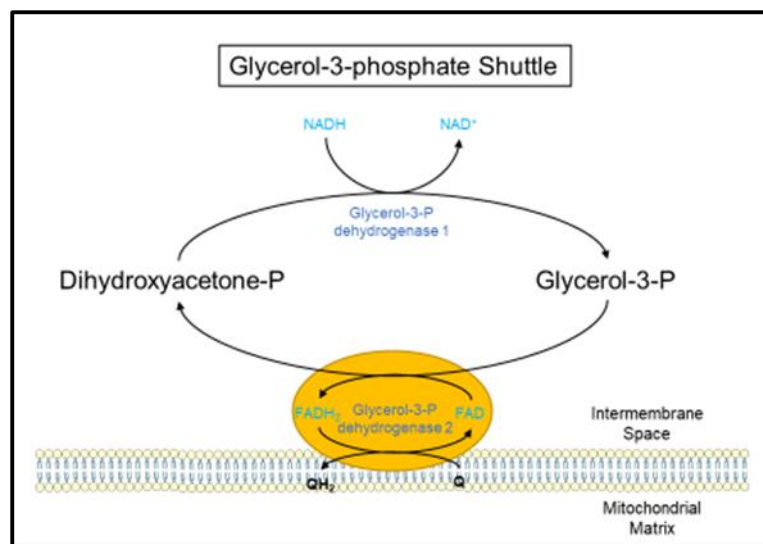 Glycerol-3-phosphate Shuttle
NADH NAD⁺
Glycerol-3-P
dehydrogenase 1
Dihydroxyacetone-P Glycerol-3-P
FADH₂ Glycerol-3-P FAD
dehydrogenase 2
Intermembrane
Space
QH₂ Q
Mitochondrial
Matrix